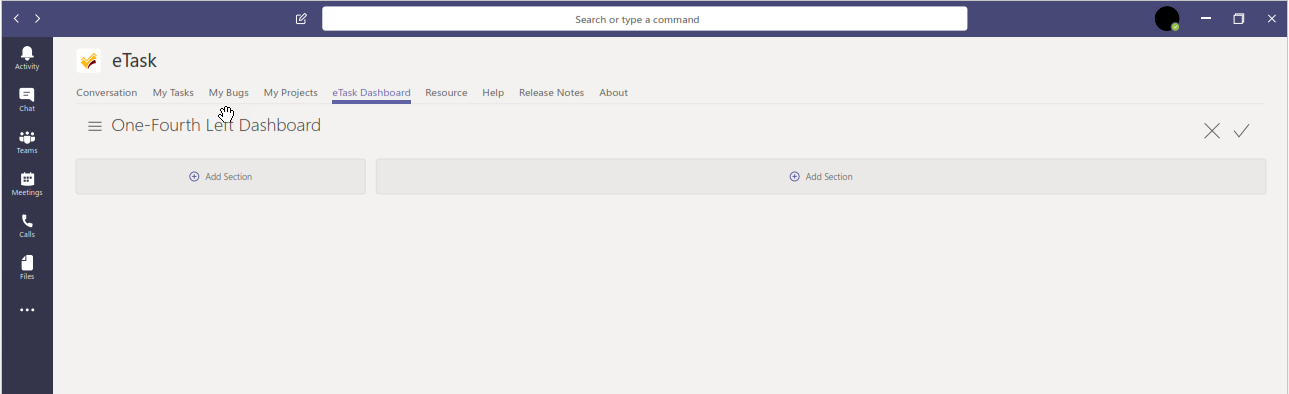 Search or type a command
Activity
Chat
Teams
Meetings
Calls
Files
eTask
Conversation My Tasks My Bugs My Projects eTask Dashboard Resource Help Release Notes About
One-Fourth Left Dashboard
Add Section Add Section